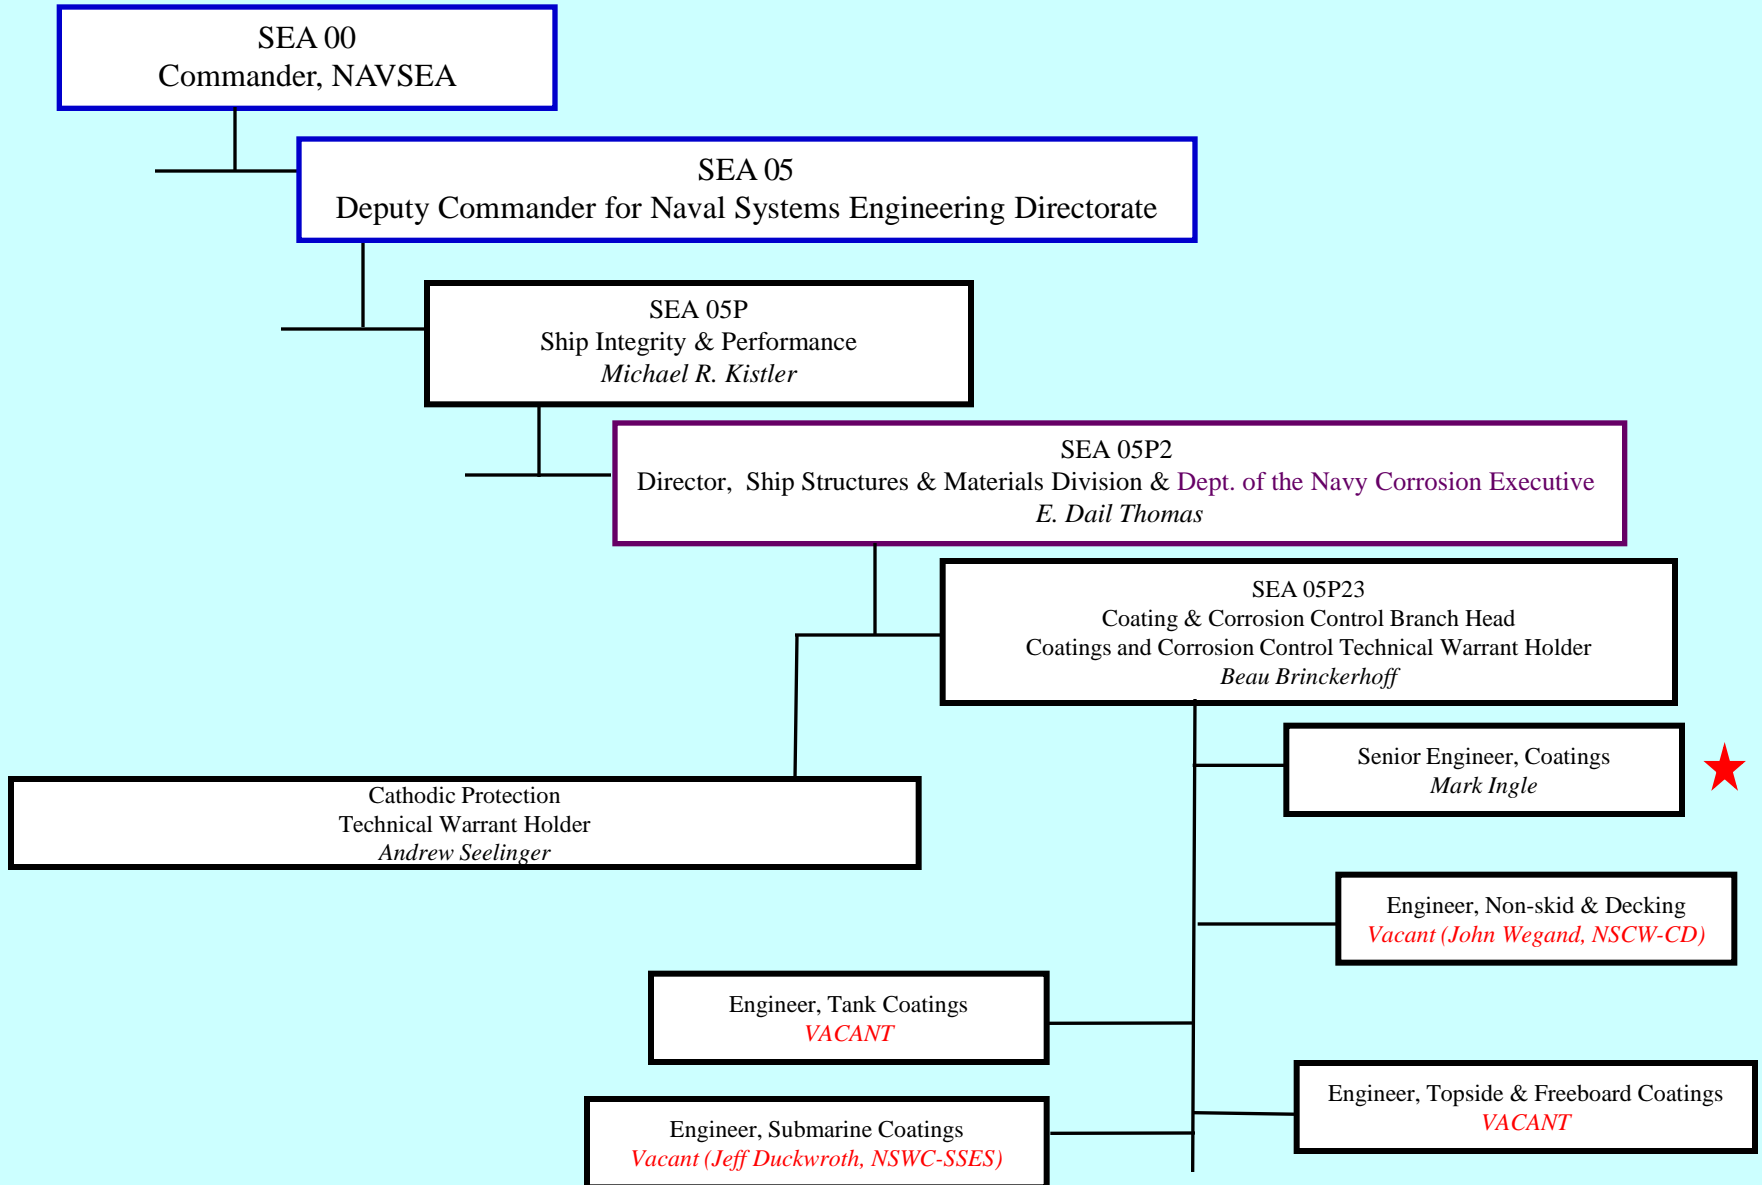 SEA 00
Commander, NAVSEA
SEA 05
Deputy Commander for Naval Systems Engineering Directorate
SEA 05P
Ship Integrity & Performance
Michael R. Kistler
SEA 05P2
Director, Ship Structures & Materials Division & Dept. of the Navy Corrosion Executive
E. Dail Thomas
SEA 05P23
Coating & Corrosion Control Branch Head
Coatings and Corrosion Control Technical Warrant Holder
Beau Brinckerhoff
Senior Engineer, Coatings
Mark Ingle
Cathodic Protection
Technical Warrant Holder
Andrew Seelinger
Engineer, Non-skid & Decking
Vacant (John Wegand, NSCW-CD)
Engineer, Tank Coatings
VACANT
Engineer, Topside & Freeboard Coatings
VACANT
Engineer, Submarine Coatings
Vacant (Jeff Duckwroth, NSWC-SSES)